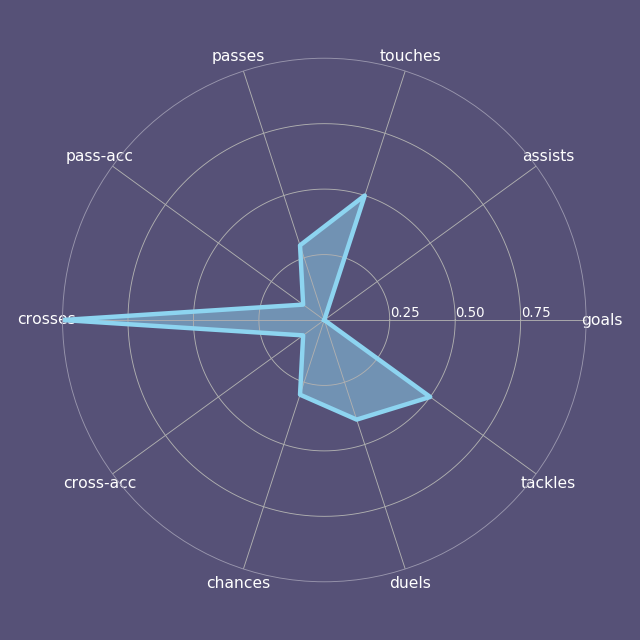 passes
touches
pass-acc
assists
crosses
0.25
0.50
0.75
goals
cross-acc
tackles
chances
duels